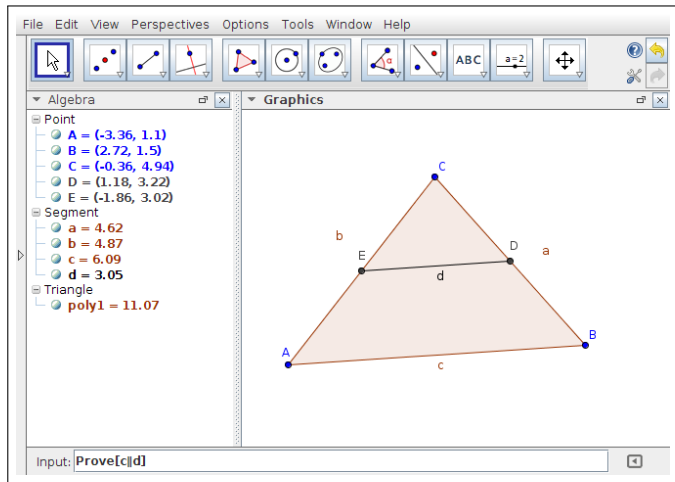 File Edit View Perspectives Options Tools Window Help
α ABC a=2
Algebra
Graphics
Point
A = (-3.36, 1.1)
B = (2.72, 1.5)
C = (-0.36, 4.94)
D = (1.18, 3.22)
E = (-1.86, 3.02)
Segment
a = 4.62
b = 4.87
c = 6.09
d = 3.05
Triangle
poly1 = 11.07
C
b
a
D
E
d
B
A
c
Input: Prove[c∥d]